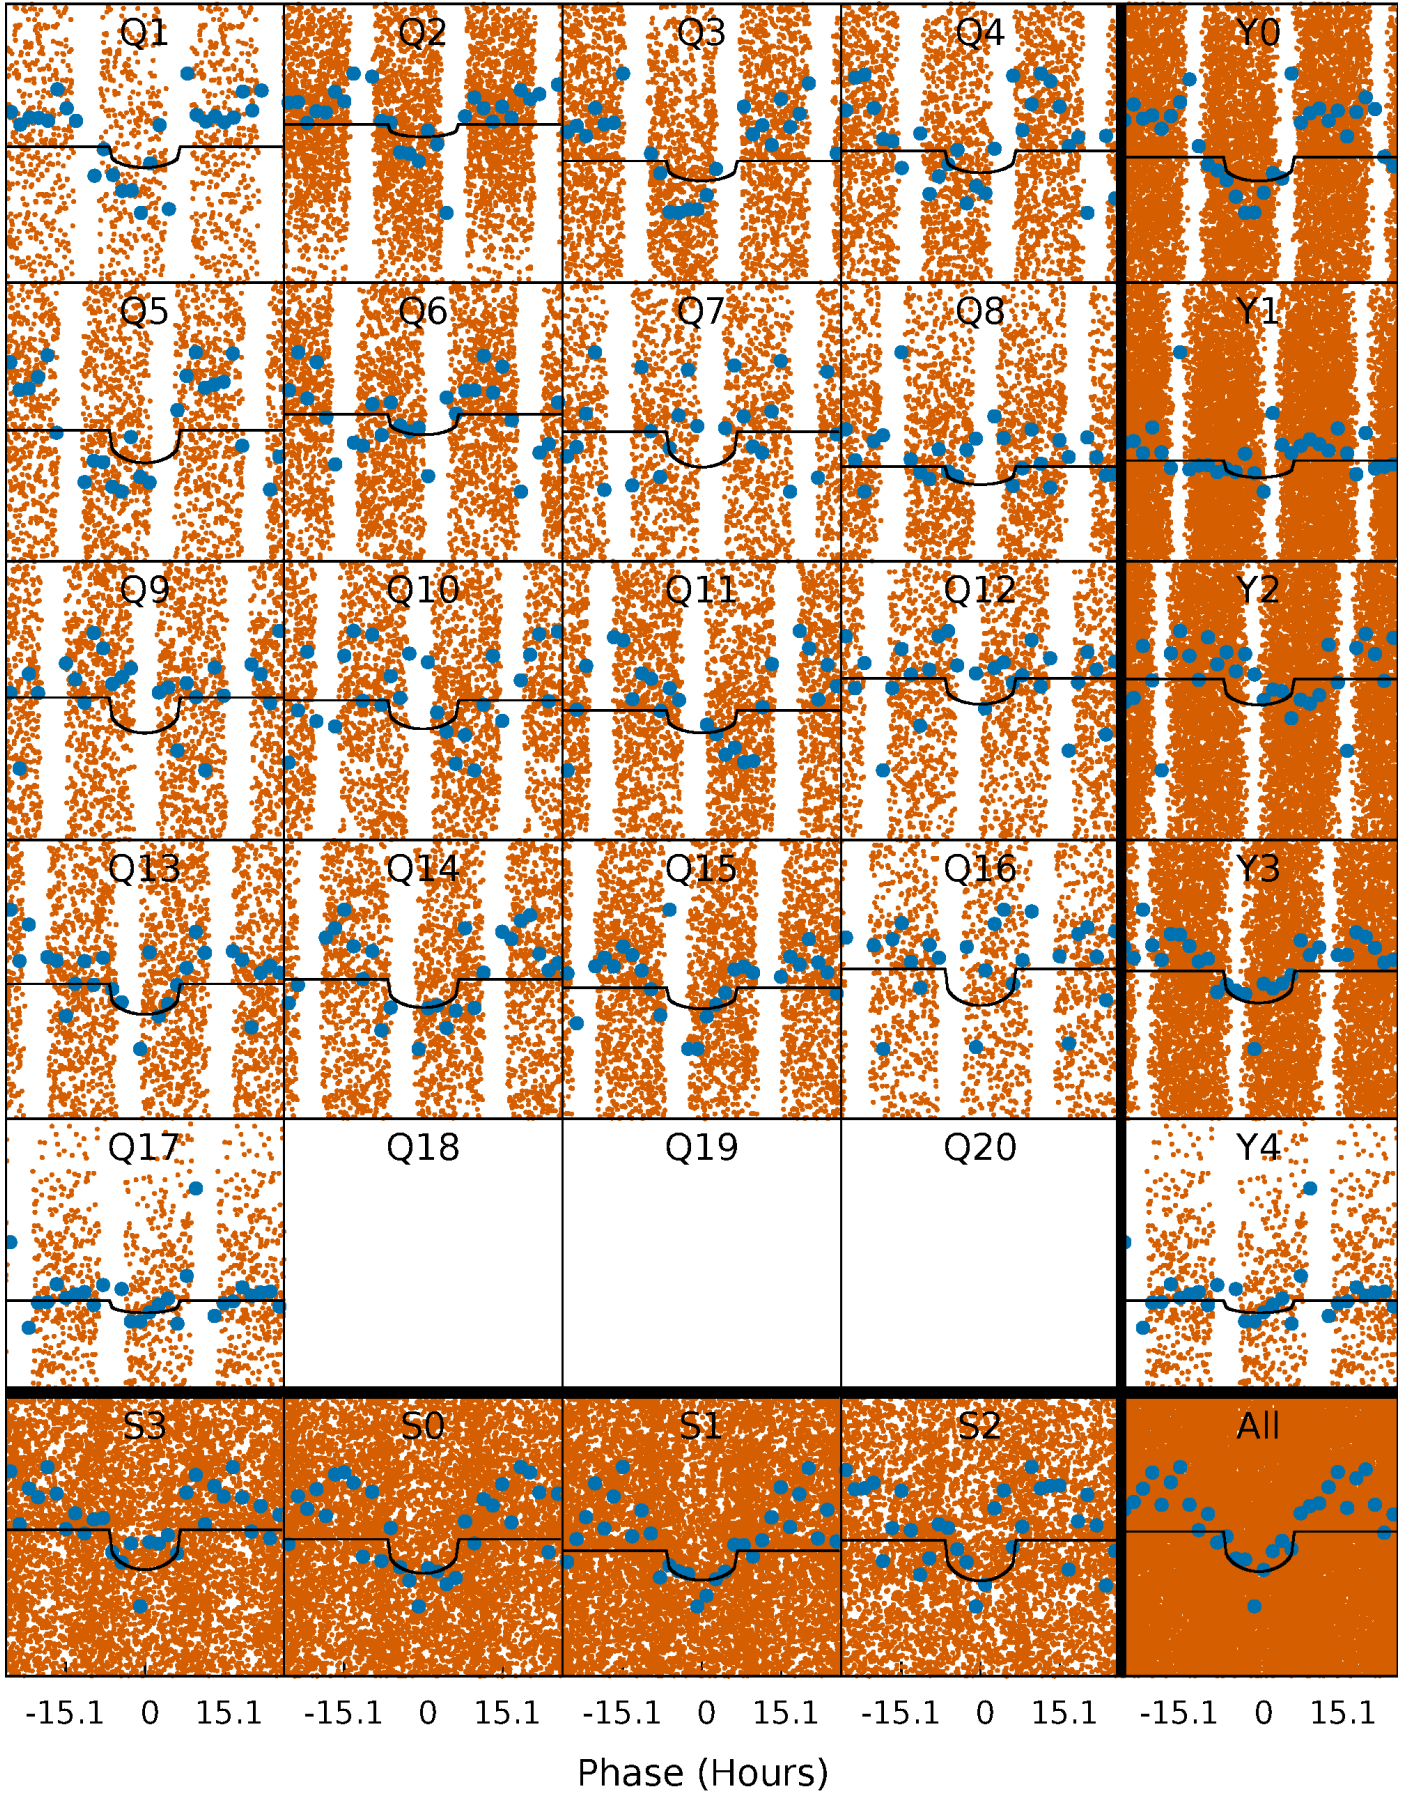 Q1 Q2 Q3 Q4 Y0
Q5 Q6 Q7 Q8 Y1
Q9 Q10 Q11 Q12 Y2
Q13 Q14 Q15 Q16 Y3
Q17 Q18 Q19 Q20 Y4
S3 S0 S1 S2 All
-15.1 0 15.1 -15.1 0 15.1 -15.1 0 15.1 -15.1 0 15.1 -15.1 0 15.1
Phase (Hours)